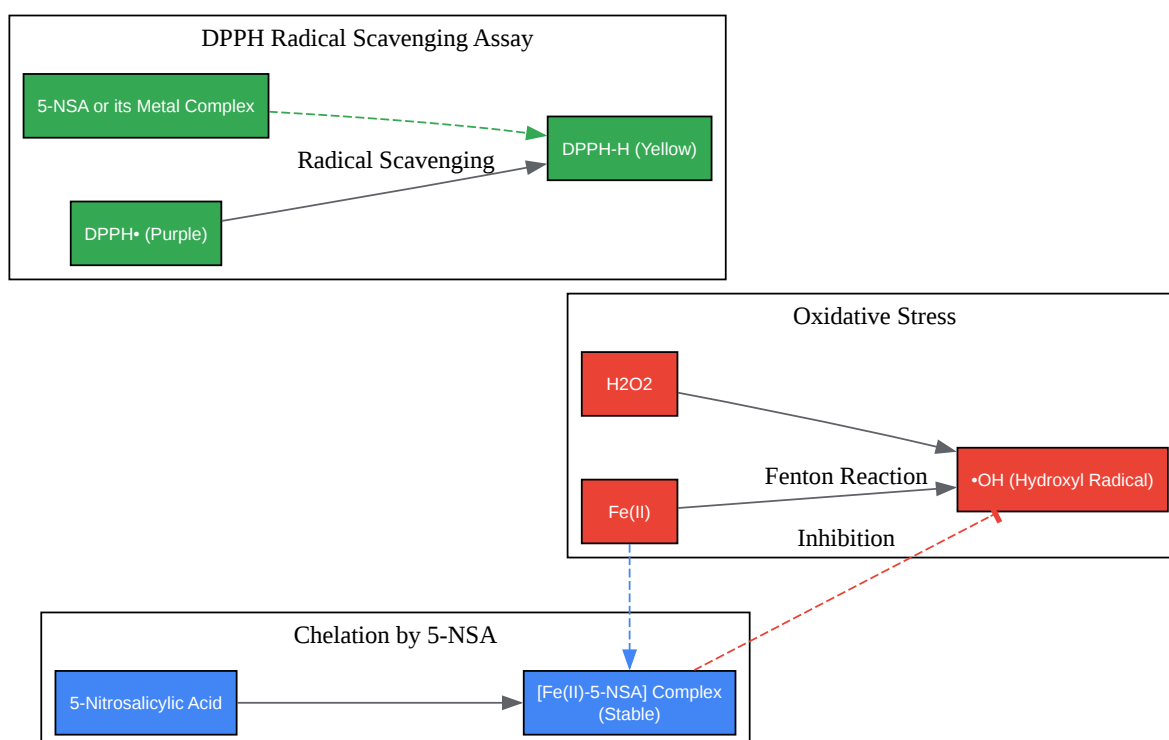 DPPH Radical Scavenging Assay
5-NSA or its Metal Complex
DPPH-H (Yellow)
Radical Scavenging
DPPH• (Purple)
Oxidative Stress
H2O2
Fenton Reaction
•OH (Hydroxyl Radical)
Fe(II)
Inhibition
Chelation by 5-NSA
5-Nitrosalicylic Acid
[Fe(II)-5-NSA] Complex
(Stable)